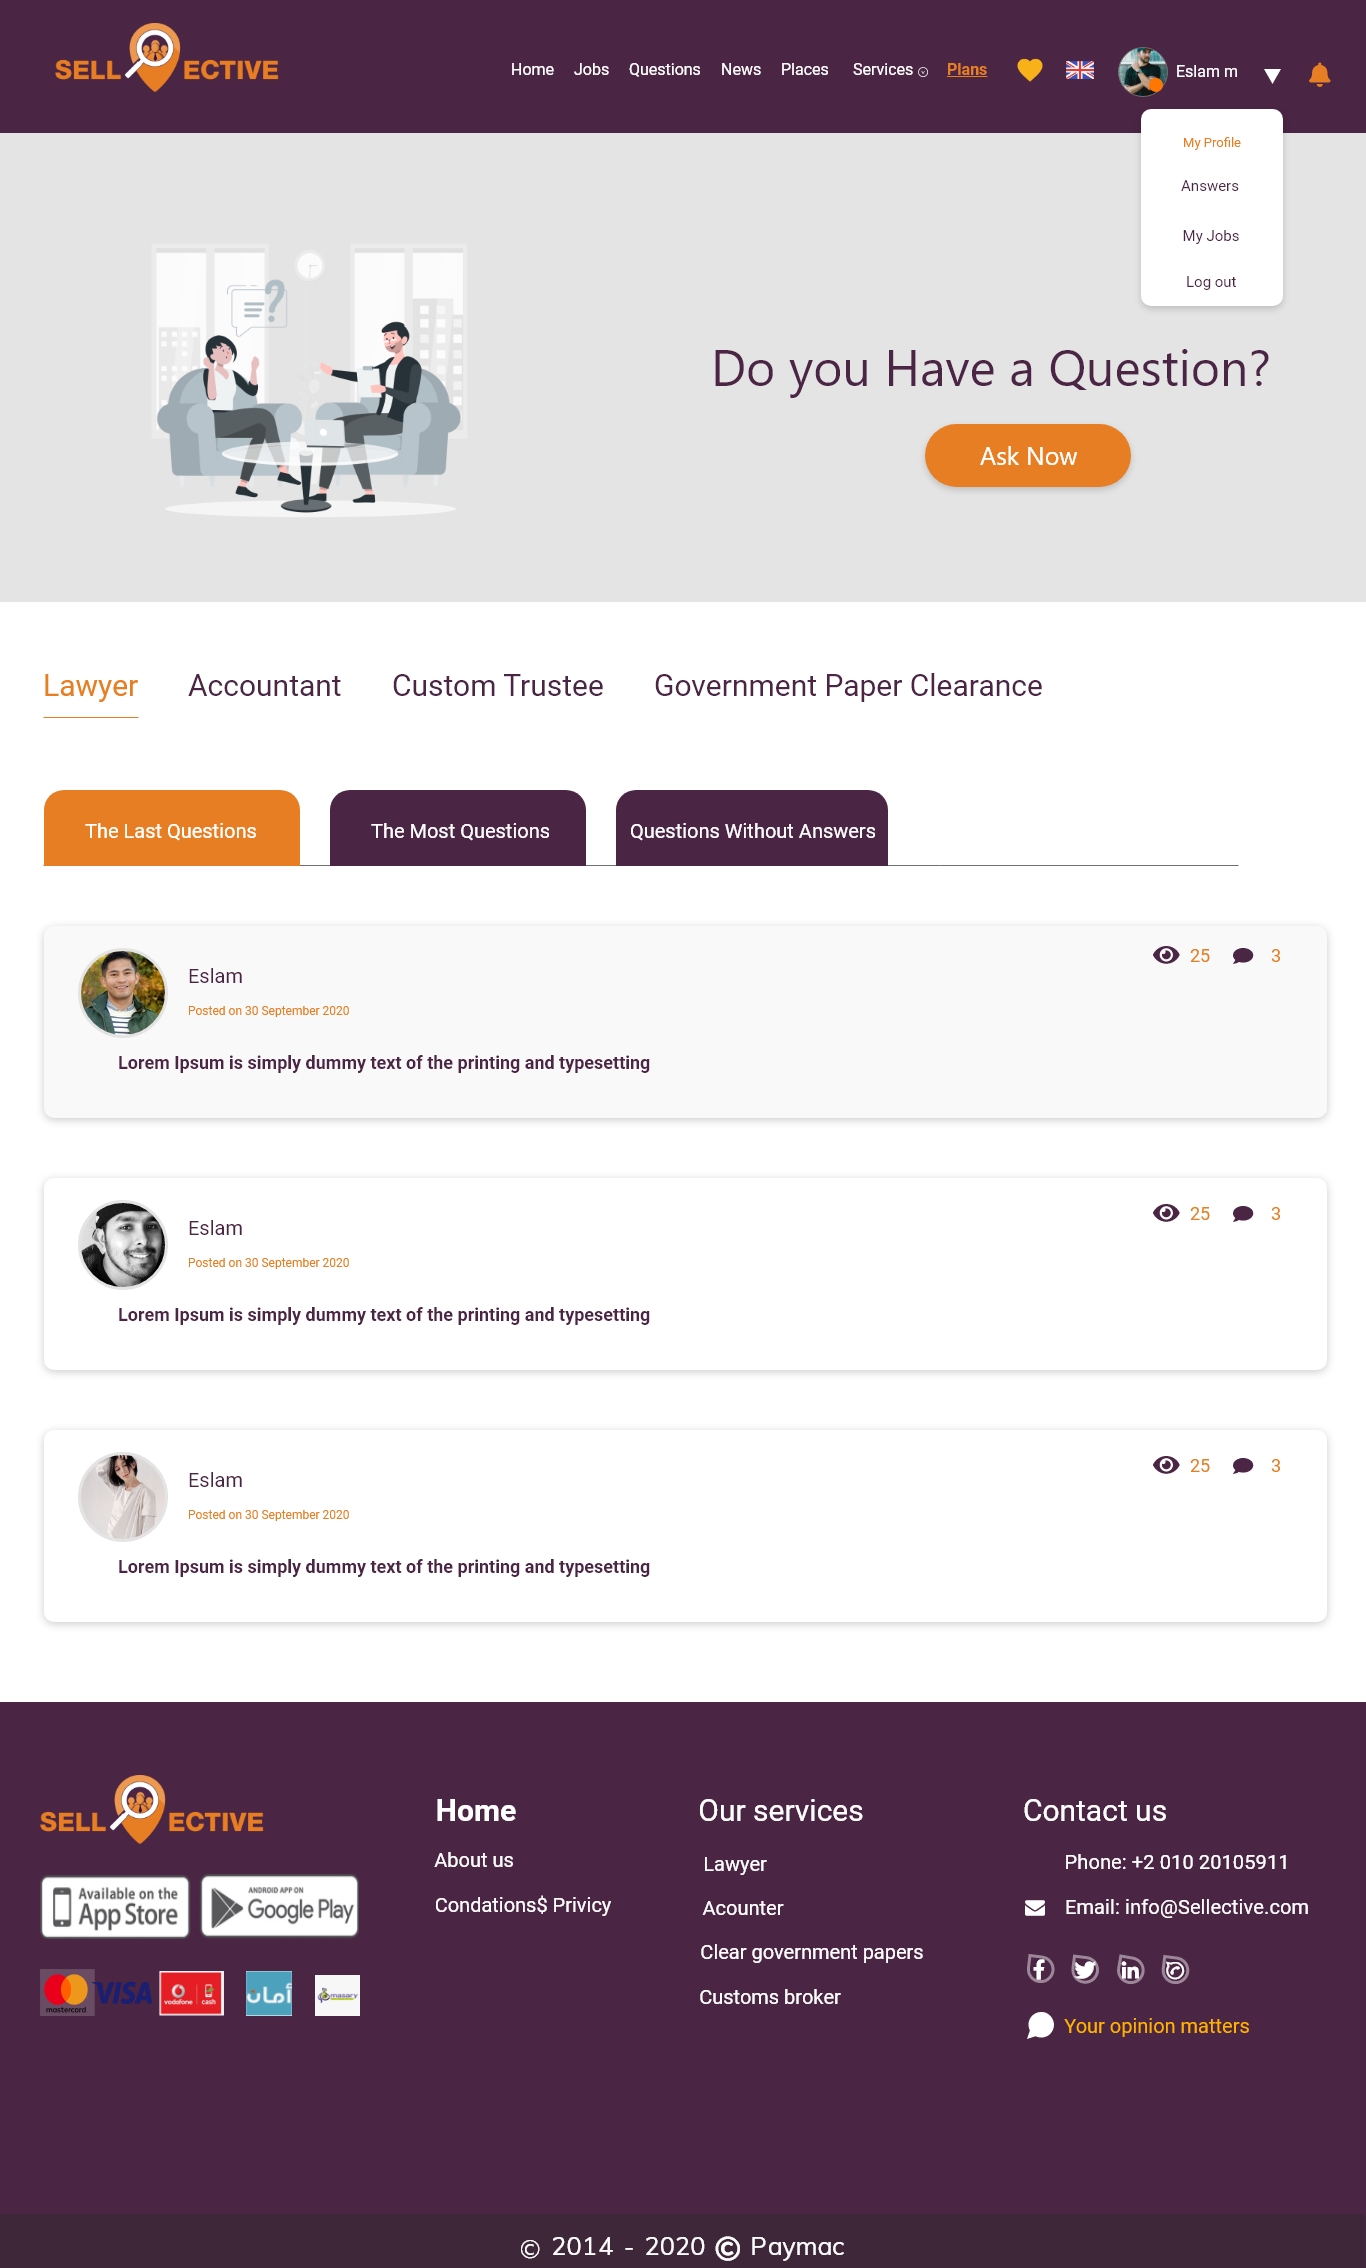 SELL ECTIVE
Home Jobs Questions News Places Services Plans Eslam m
My Profile
Answers
My Jobs
Log out
Do you Have a Question?
Ask Now
Lawyer Accountant Custom Trustee Government Paper Clearance
The Last Questions The Most Questions Questions Without Answers
Eslam 25 3
Posted on 30 September 2020
Lorem Ipsum is simply dummy text of the printing and typesetting
Eslam 25 3
Posted on 30 September 2020
Lorem Ipsum is simply dummy text of the printing and typesetting
Eslam 25 3
Posted on 30 September 2020
Lorem Ipsum is simply dummy text of the printing and typesetting
SELL ECTIVE
Available on the
App Store
ANDROID APP ON
Google Play
mastercard VISA vodafone cash أمان masary
Home
About us
Condations$ Privicy
Our services
Lawyer
Acounter
Clear government papers
Customs broker
Contact us
Phone: +2 010 20105911
Email: info@Sellective.com
Your opinion matters
© 2014 - 2020 © Paymac